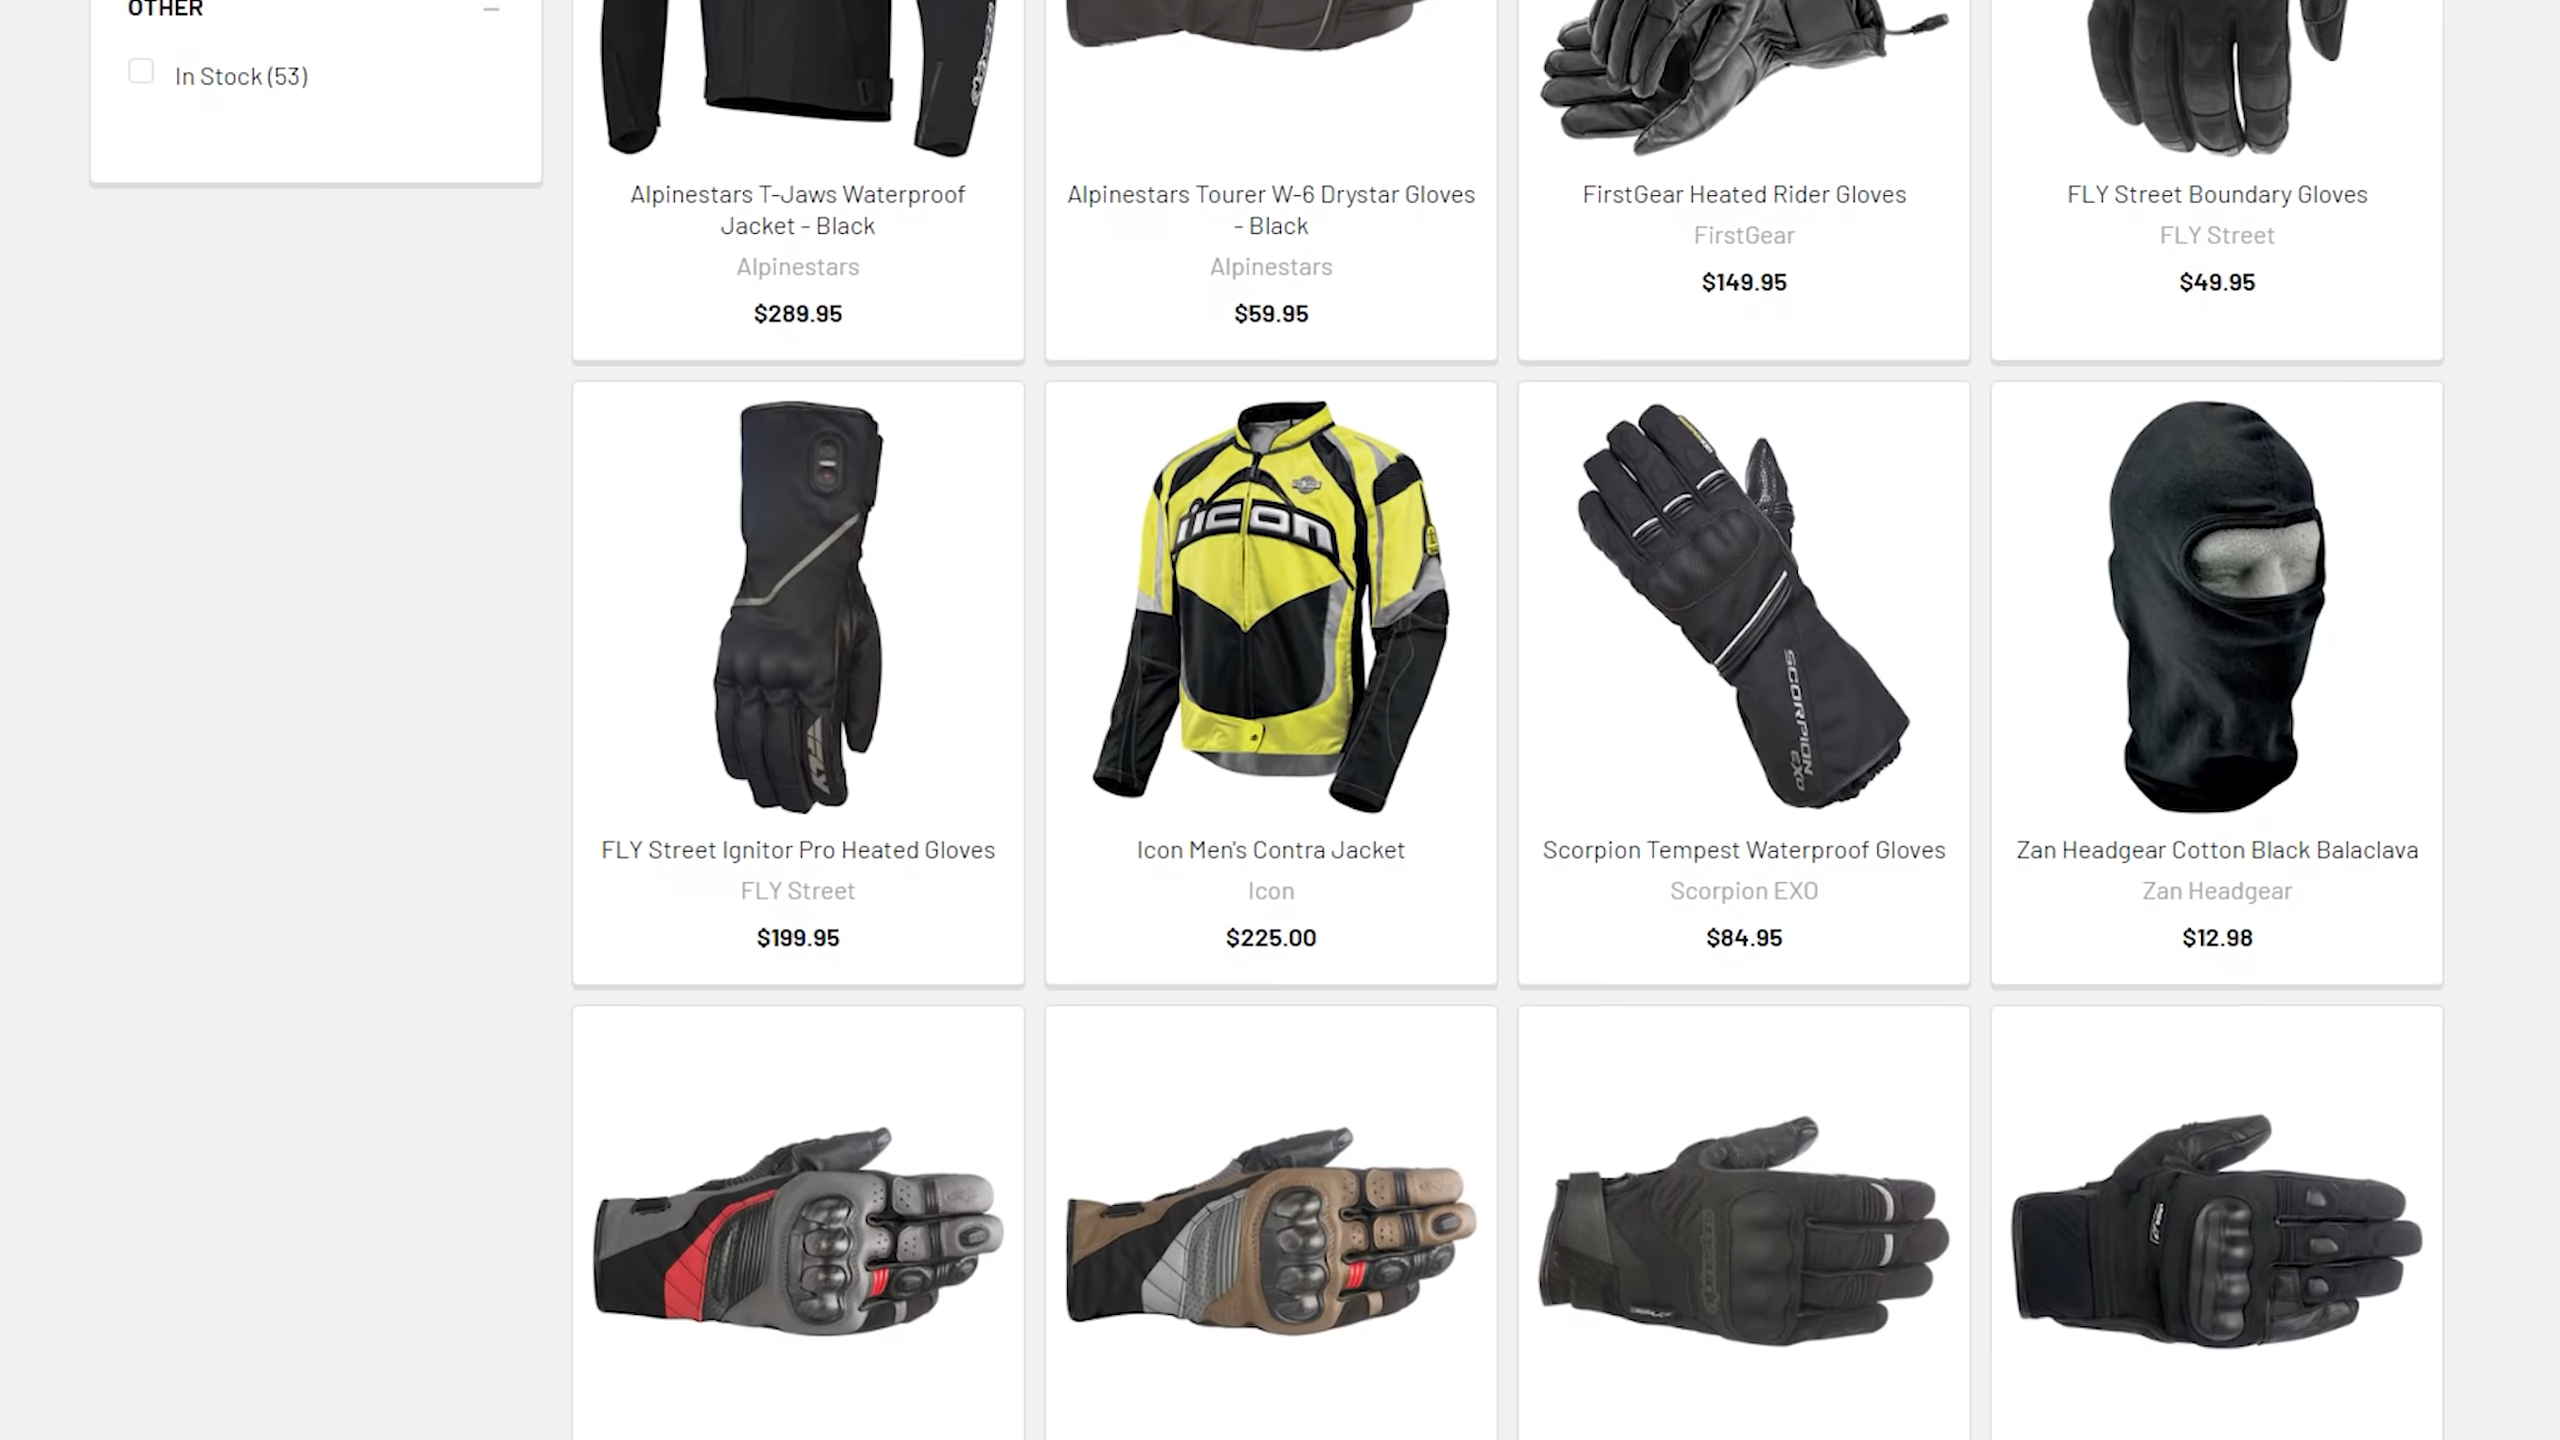 OTHER
In Stock (53)
Alpinestars T-Jaws Waterproof
Jacket - Black
Alpinestars
$289.95
Alpinestars Tourer W-6 Drystar Gloves
- Black
Alpinestars
$59.95
FirstGear Heated Rider Gloves
FirstGear
$149.95
FLY Street Boundary Gloves
FLY Street
$49.95
FLY
FLY Street Ignitor Pro Heated Gloves
FLY Street
$199.95
icon
Icon Men's Contra Jacket
Icon
$225.00
SCORPION
EXO
Scorpion Tempest Waterproof Gloves
Scorpion EXO
$84.95
Zan Headgear Cotton Black Balaclava
Zan Headgear
$12.98